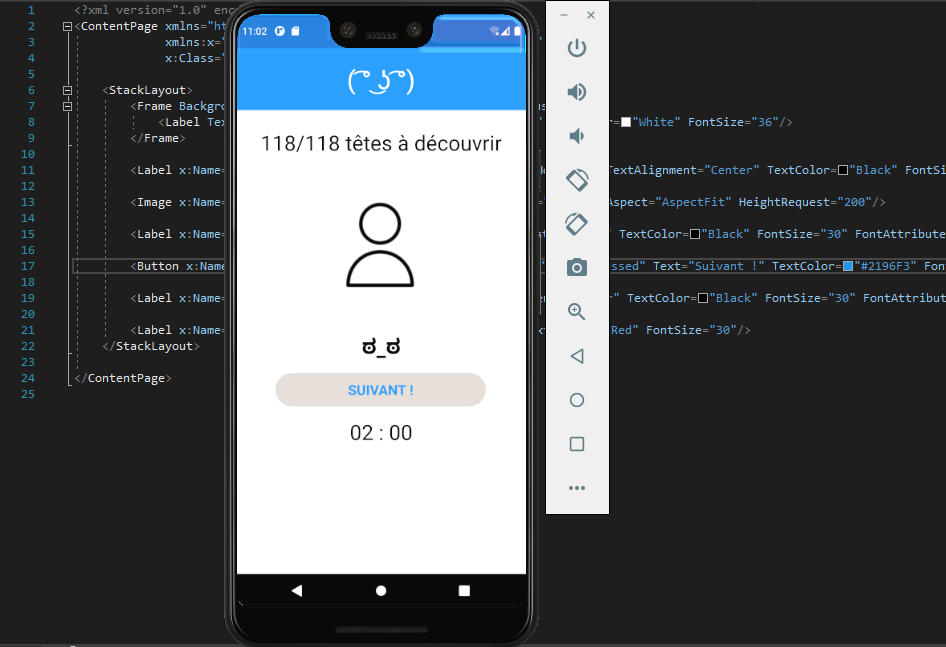 1 <?xml version="1.0" enc
2 <ContentPage xmlns="ht
3 xmlns:x="
4 x:Class="
5
6 <StackLayout>
7 <Frame Backgro us
8 <Label Tex " r= "White" FontSize="36"/>
9 </Frame>
10
11 <Label x:Name= TextAlignment="Center" TextColor= "Black" FontSi
12
13 <Image x:Name= Aspect="AspectFit" HeightRequest="200"/>
14
15 <Label x:Name= " TextColor= "Black" FontSize="30" FontAttribute
16
17 <Button x:Name ssed" Text="Suivant !" TextColor= "#2196F3" Fon
18
19 <Label x:Name= " TextColor= "Black" FontSize="30" FontAttribut
20
21 <Label x:Name= Red" FontSize="30"/>
22 </StackLayout>
23
24 </ContentPage>
25
11:02
( ͡° ͜ʖ ͡°)
118/118 têtes à découvrir
ಠ_ಠ
SUIVANT !
02 : 00